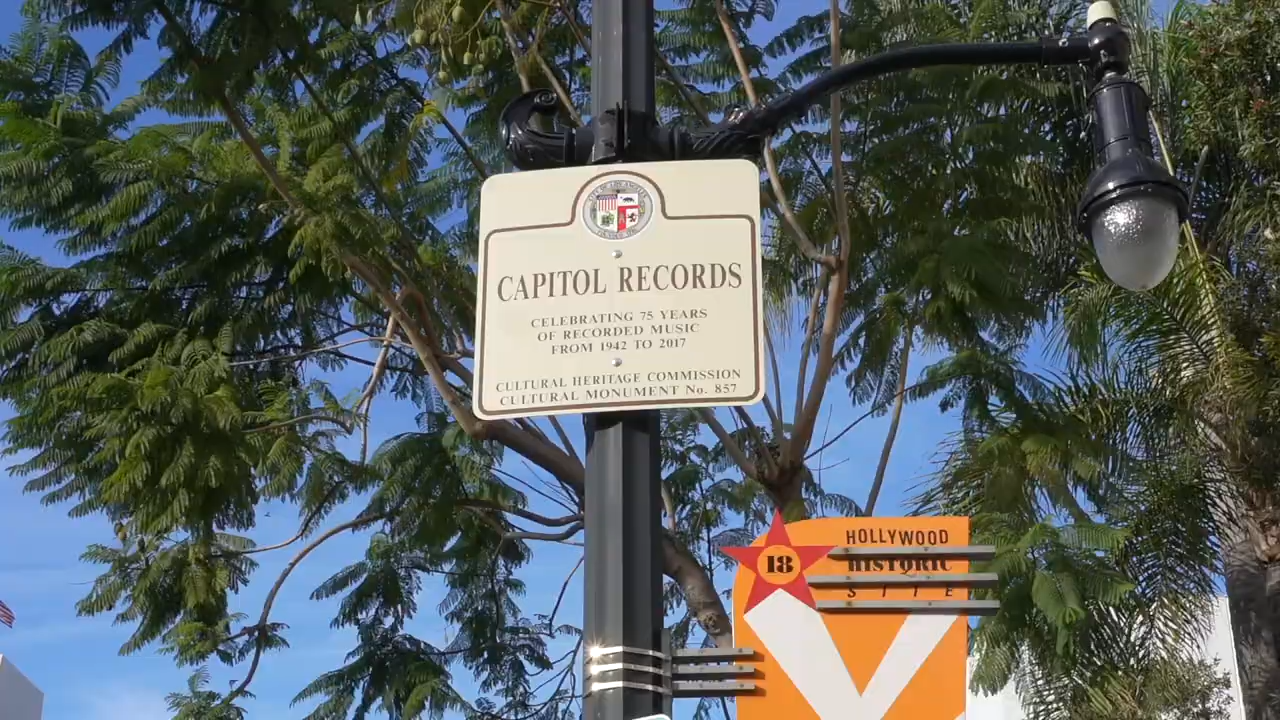 CAPITOL RECORDS
CELEBRATING 75 YEARS
OF RECORDED MUSIC
FROM 1942 TO 2017
CULTURAL HERITAGE COMMISSION
CULTURAL MONUMENT No. 857
18
HOLLYWOOD
HISTORIC
SITE